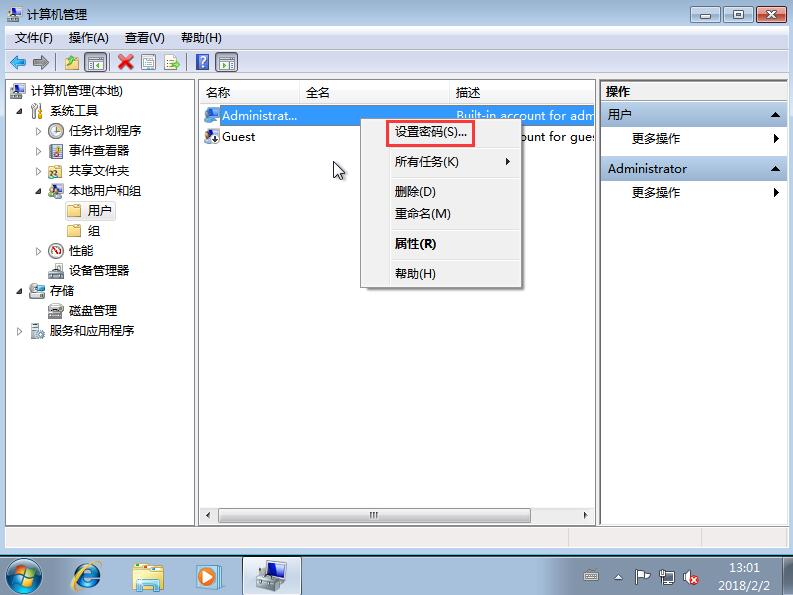 计算机管理
文件(F) 操作(A) 查看(V) 帮助(H)
计算机管理(本地)
系统工具
任务计划程序
事件查看器
共享文件夹
本地用户和组
用户
组
性能
设备管理器
存储
磁盘管理
服务和应用程序
名称 全名 描述
Administrat... Built-in account for adm
Guest ount for gues
设置密码(S)...
所有任务(K)
删除(D)
重命名(M)
属性(R)
帮助(H)
操作
用户
更多操作
Administrator
更多操作
13:01
2018/2/2